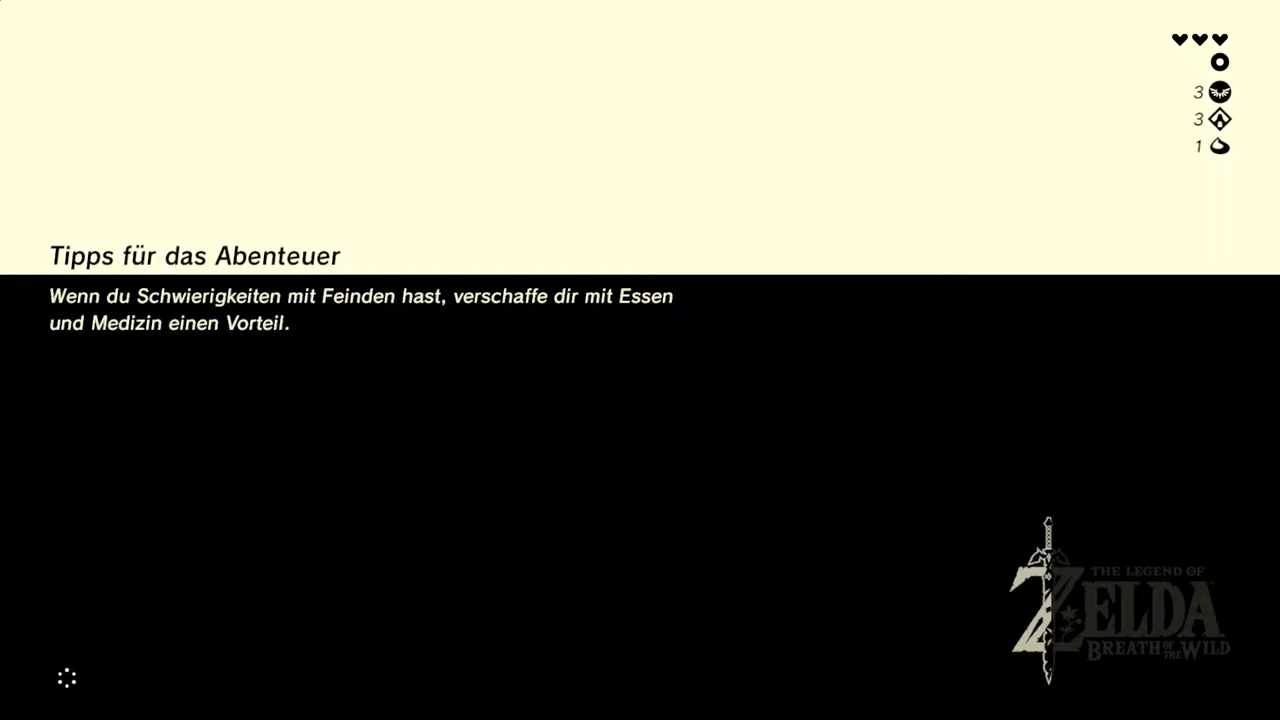 3
3
1
Tipps für das Abenteuer
Wenn du Schwierigkeiten mit Feinden hast, verschaffe dir mit Essen
und Medizin einen Vorteil.
THE LEGEND OF
ZELDA
BREATH OF THE WILD